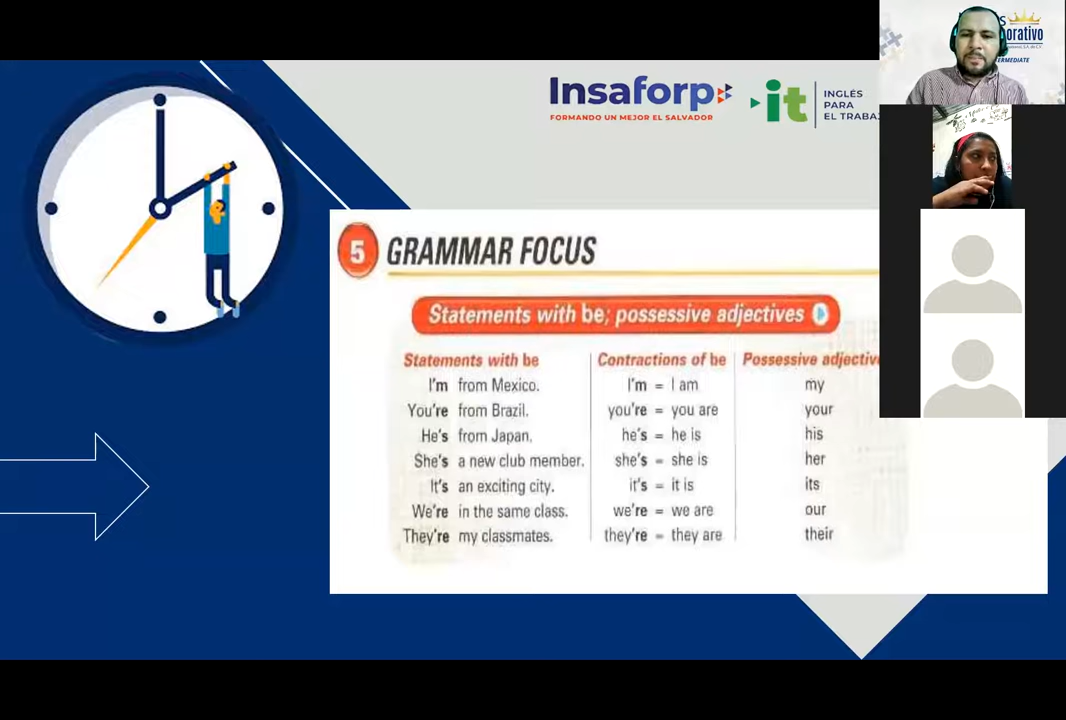 Insaforp
FORMANDO UN MEJOR EL SALVADOR
it
INGLÉS
PARA
EL TRABAJ
orativo
ERMEDIATE
5 GRAMMAR FOCUS
Statements with be; possessive adjectives
Statements with be Contractions of be Possessive adjectiv
I'm from Mexico. I'm = I am my
You're from Brazil. you're = you are your
He's from Japan. he's = he is his
She's a new club member. she's = she is her
It's an exciting city. it's = it is its
We're in the same class. we're = we are our
They're my classmates. they're = they are their